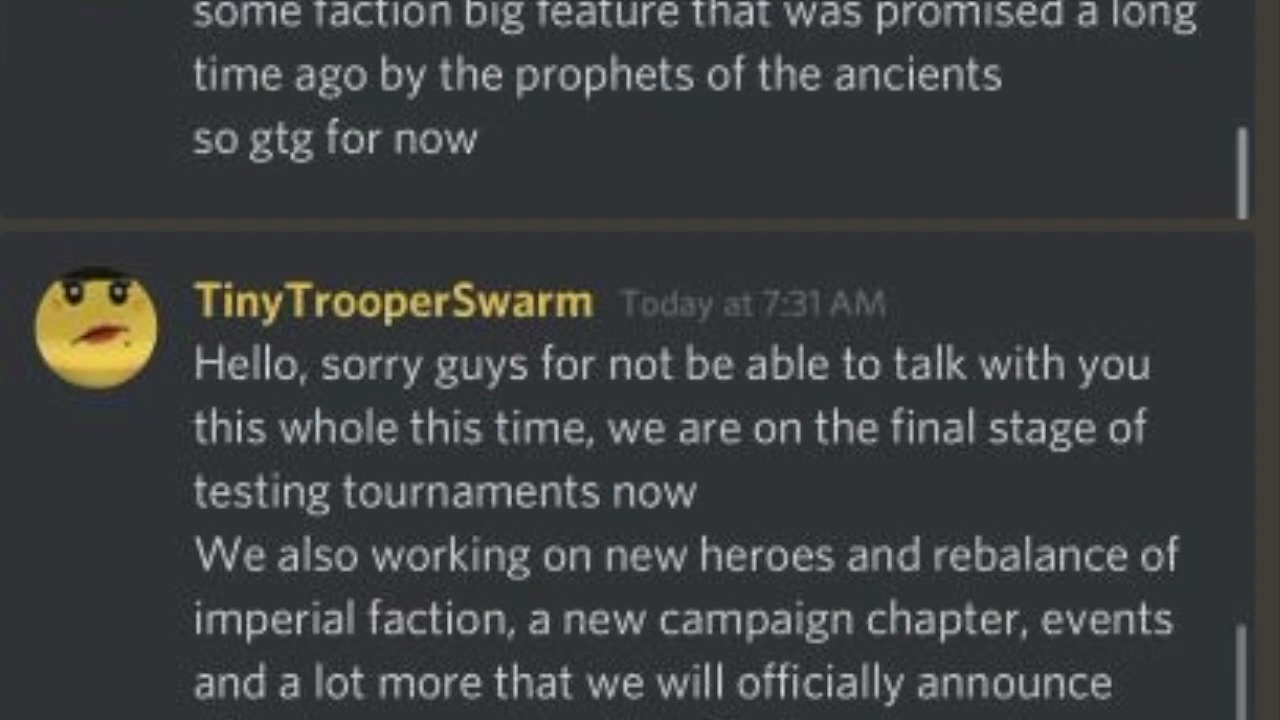 some faction big feature that was promised a long
time ago by the prophets of the ancients
so gtg for now
TinyTrooperSwarm Today at 7:31 AM
Hello, sorry guys for not be able to talk with you
this whole this time, we are on the final stage of
testing tournaments now
We also working on new heroes and rebalance of
imperial faction, a new campaign chapter, events
and a lot more that we will officially announce